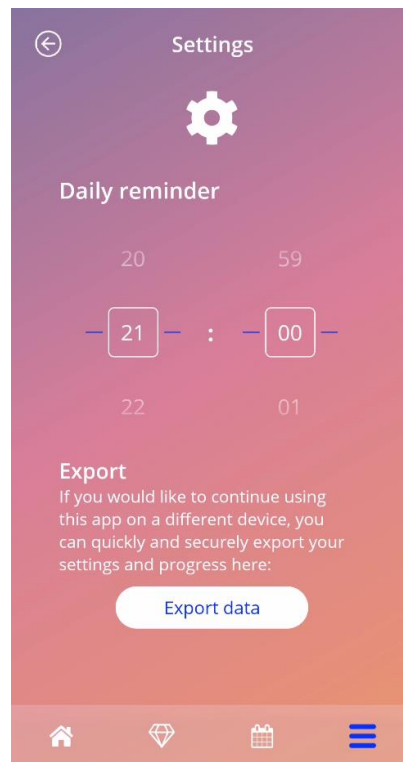 Settings
Daily reminder
20 59
21 : 00
22 01
Export
If you would like to continue using
this app on a different device, you
can quickly and securely export your
settings and progress here:
Export data